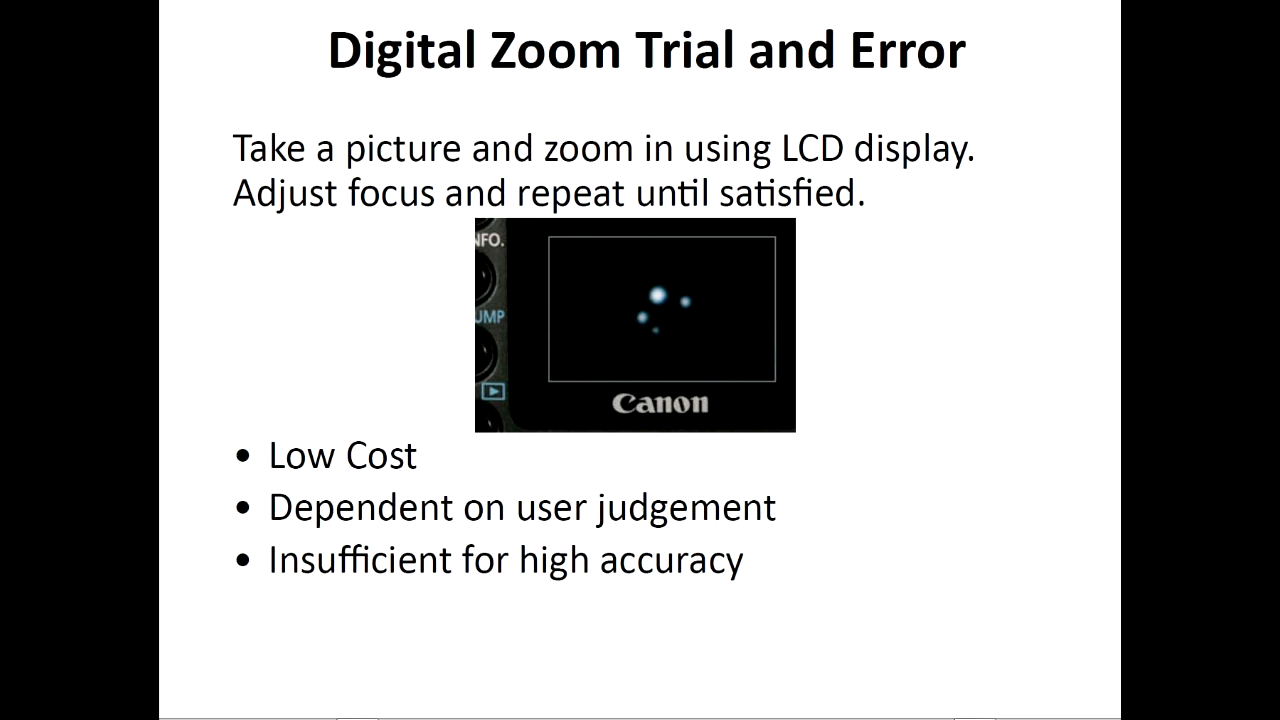 Digital Zoom Trial and Error
Take a picture and zoom in using LCD display.
Adjust focus and repeat until satisfied.
NFO.
UMP
Canon
• Low Cost
• Dependent on user judgement
• Insufficient for high accuracy